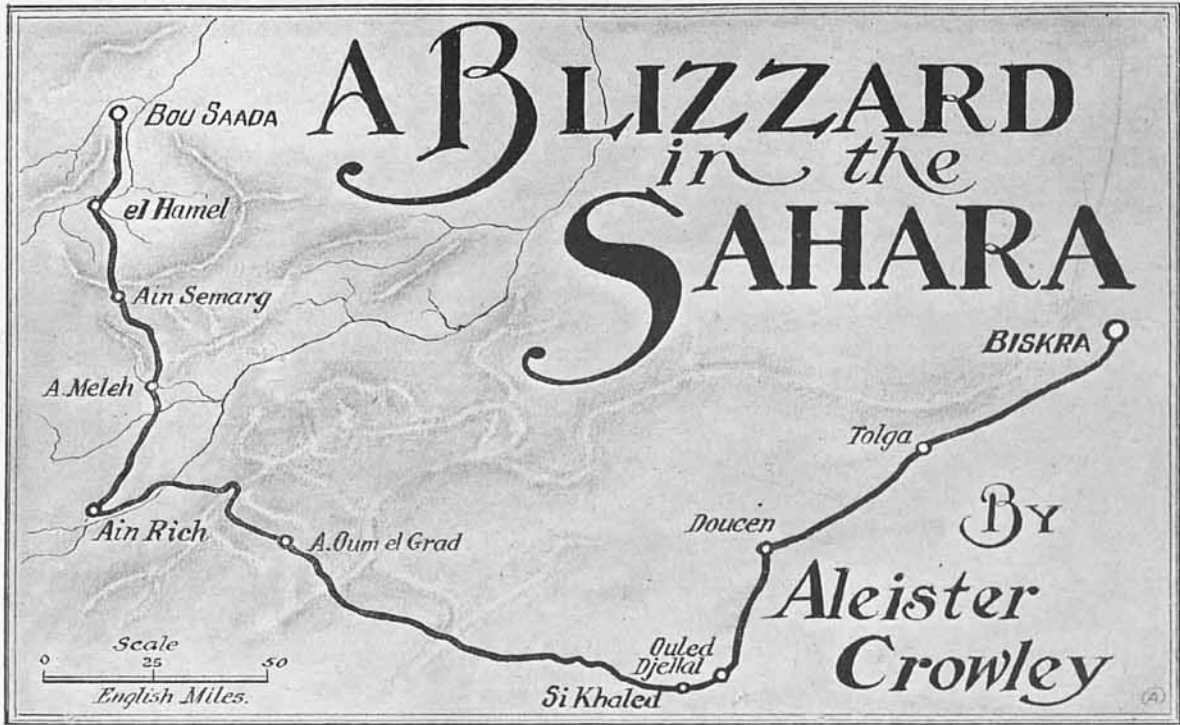 A BLIZZARD
in the
SAHARA
BOU SAADA
el Hamel
Ain Semarg
A. Meleh
Ain Rich
A. Oum el Grad
Si Khaled
Ouled
Djellal
Doucen
Tolga
BISKRA
BY
Aleister
Crowley
Scale
0 25 50
English Miles.
(A)